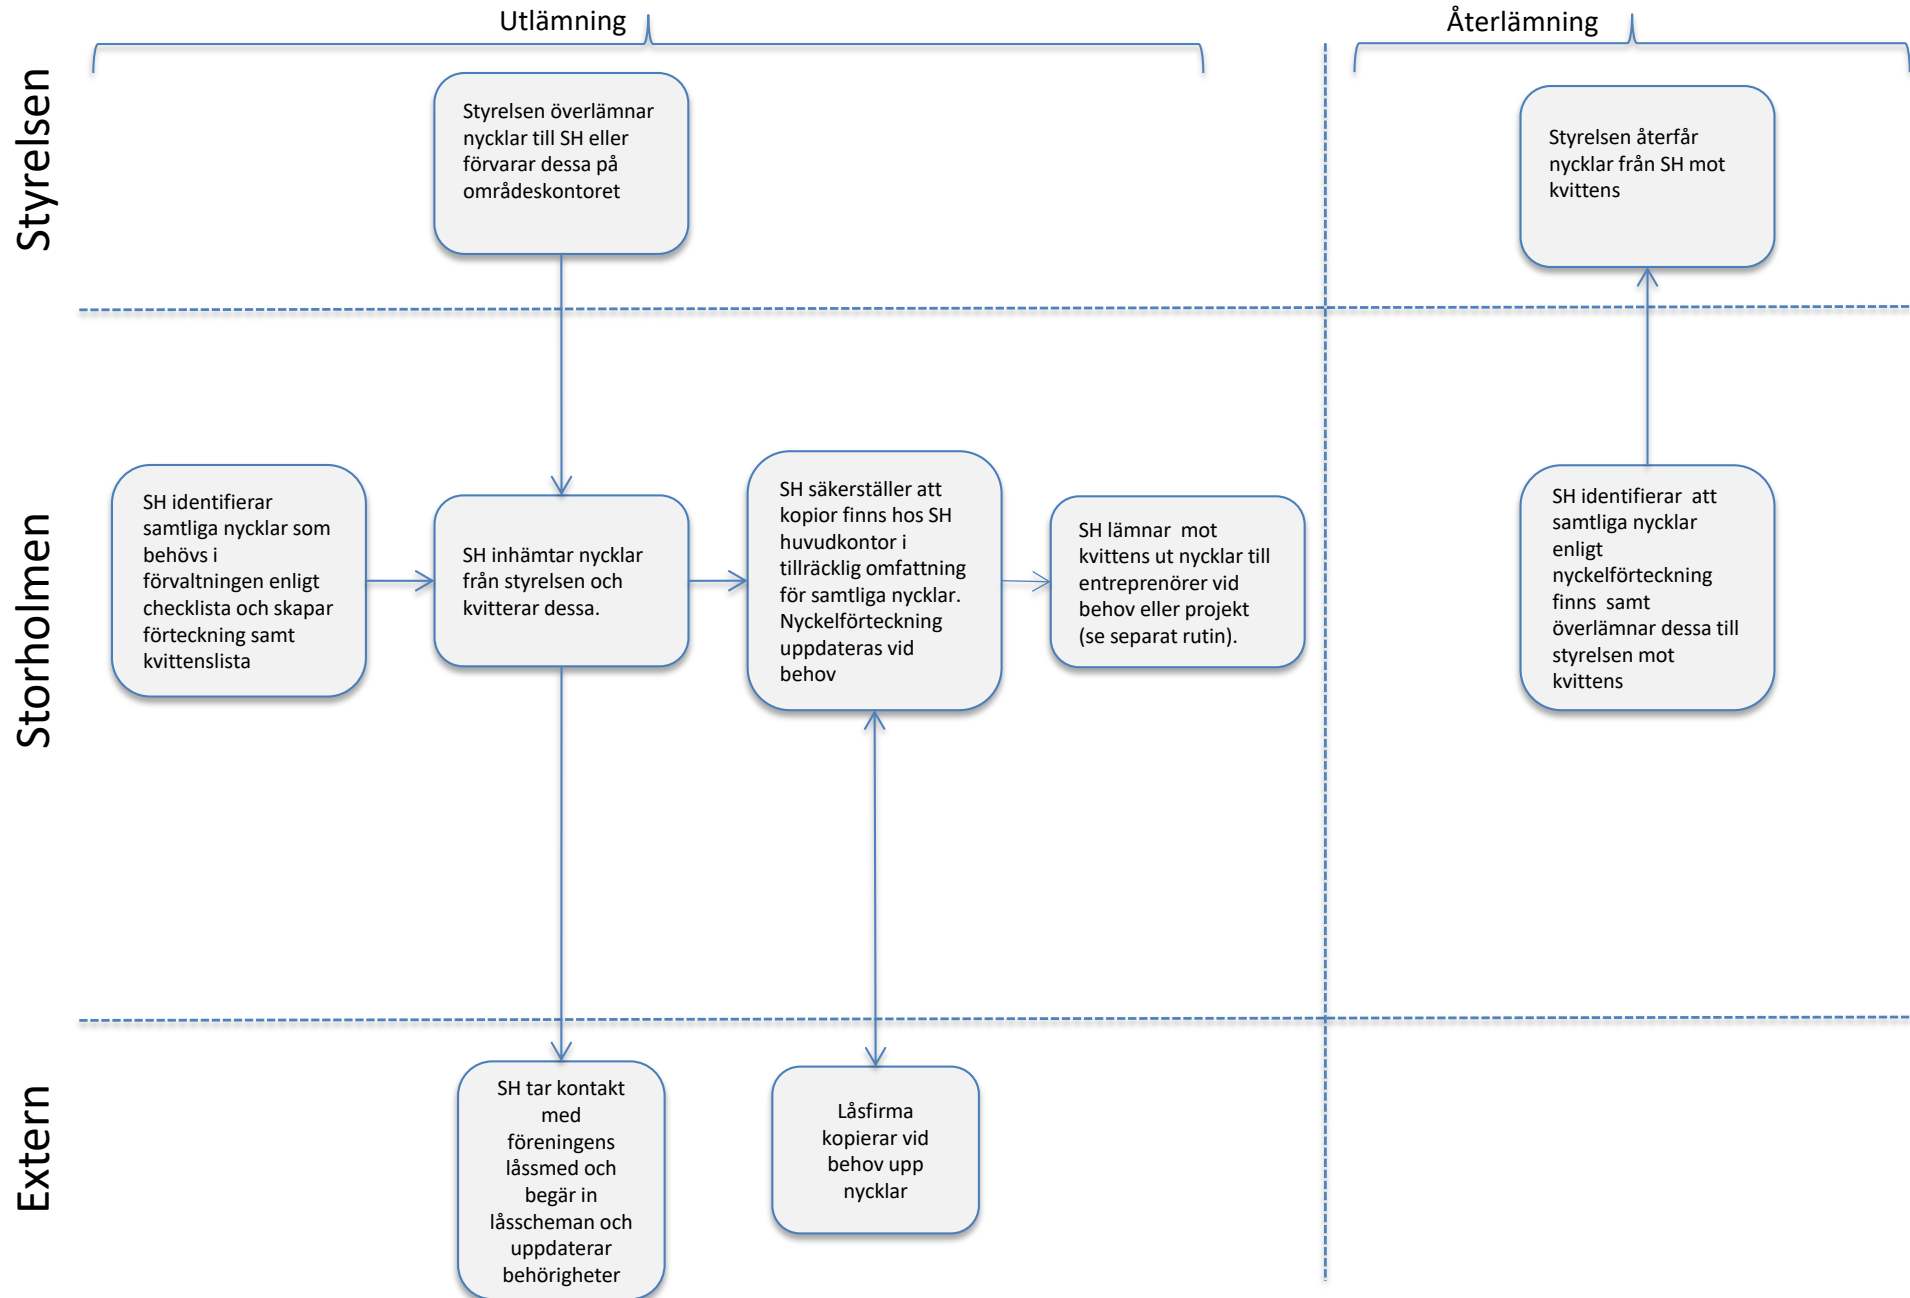 Utlämning
Återlämning
Styrelsen
Styrelsen överlämnar
nycklar till SH eller
förvarar dessa på
områdeskontoret
Styrelsen återfår
nycklar från SH mot
kvittens
Storholmen
SH identifierar
samtliga nycklar som
behövs i
förvaltningen enligt
checklista och skapar
förteckning samt
kvittenslista
SH inhämtar nycklar
från styrelsen och
kvitterar dessa.
SH säkerställer att
kopior finns hos SH
huvudkontor i
tillräcklig omfattning
för samtliga nycklar.
Nyckelförteckning
uppdateras vid
behov
SH lämnar  mot
kvittens ut nycklar till
entreprenörer vid
behov eller projekt
(se separat rutin).
SH identifierar  att
samtliga nycklar
enligt
nyckelförteckning
finns  samt
överlämnar dessa till
styrelsen mot
kvittens
Extern
SH tar kontakt
med
föreningens
låssmed och
begär in
låsscheman och
uppdaterar
behörigheter
Låsfirma
kopierar vid
behov upp
nycklar